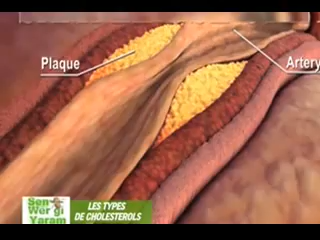 Plaque
Artery
Sen
Wer gi
Yaram
LES TYPES
DE CHOLESTEROLS